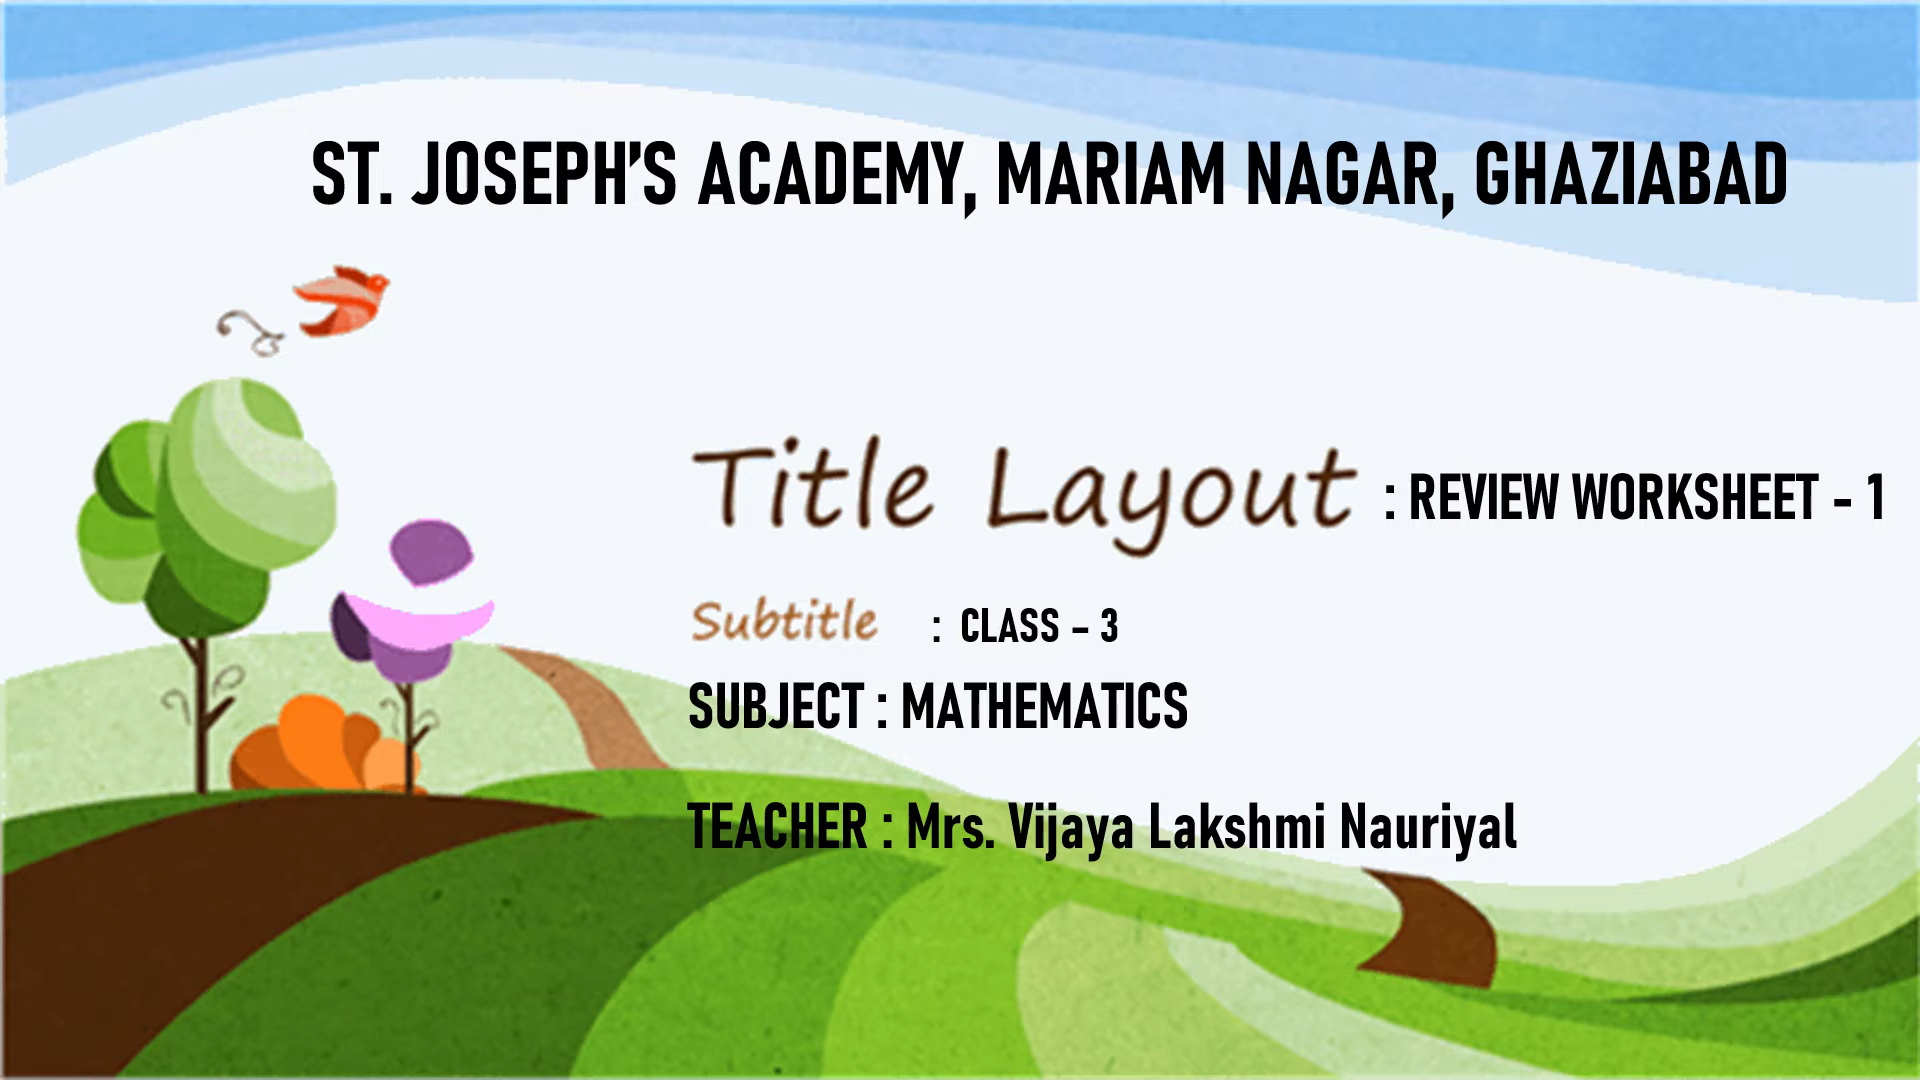 ST. JOSEPH'S ACADEMY, MARIAM NAGAR, GHAZIABAD
Title Layout : REVIEW WORKSHEET - 1
Subtitle : CLASS – 3
SUBJECT : MATHEMATICS
TEACHER : Mrs. Vijaya Lakshmi Nauriyal